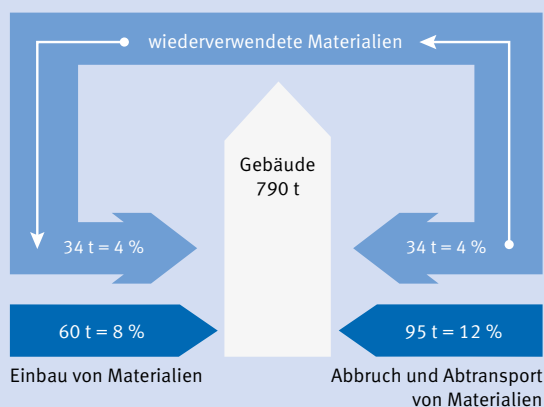 wiederverwendete Materialien
Gebäude
790 t
34 t = 4 %
34 t = 4 %
60 t = 8 %
95 t = 12 %
Einbau von Materialien
Abbruch und Abtransport
von Materialien